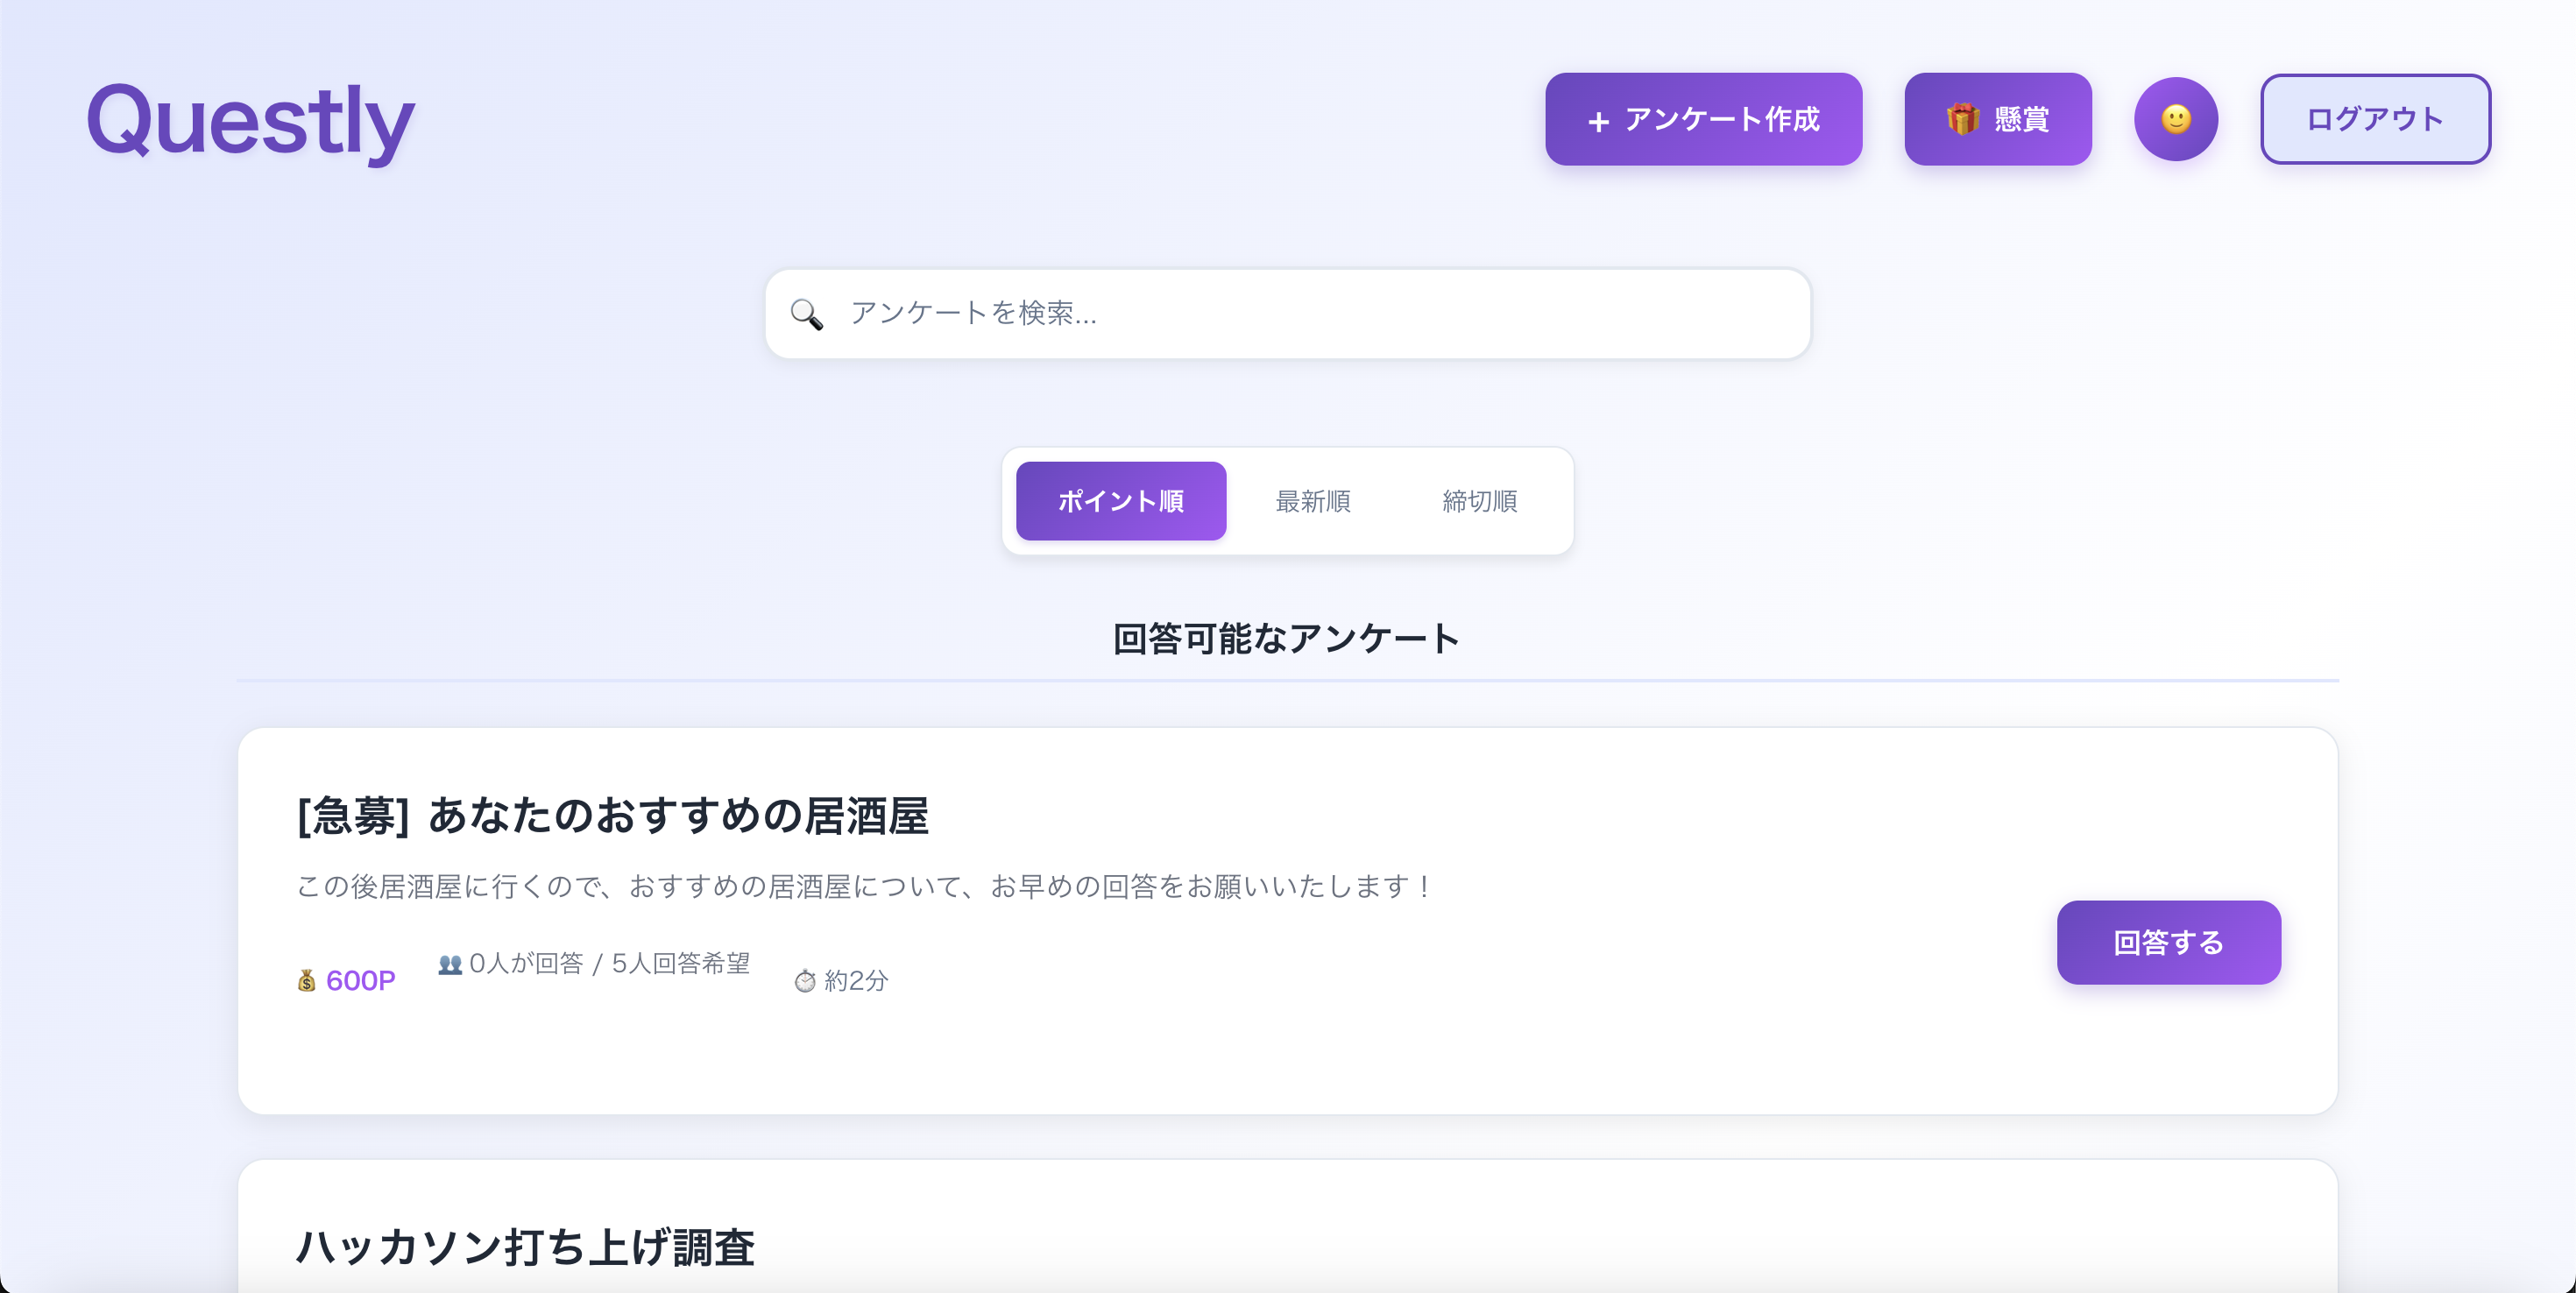 Questly
+ アンケート作成
懸賞
ログアウト
アンケートを検索...
ポイント順
最新順
締切順
回答可能なアンケート
[急募] あなたのおすすめの居酒屋
この後居酒屋に行くので、おすすめの居酒屋について、お早めの回答をお願いいたします！
600P
0人が回答 / 5人回答希望
約2分
回答する
ハッカソン打ち上げ調査